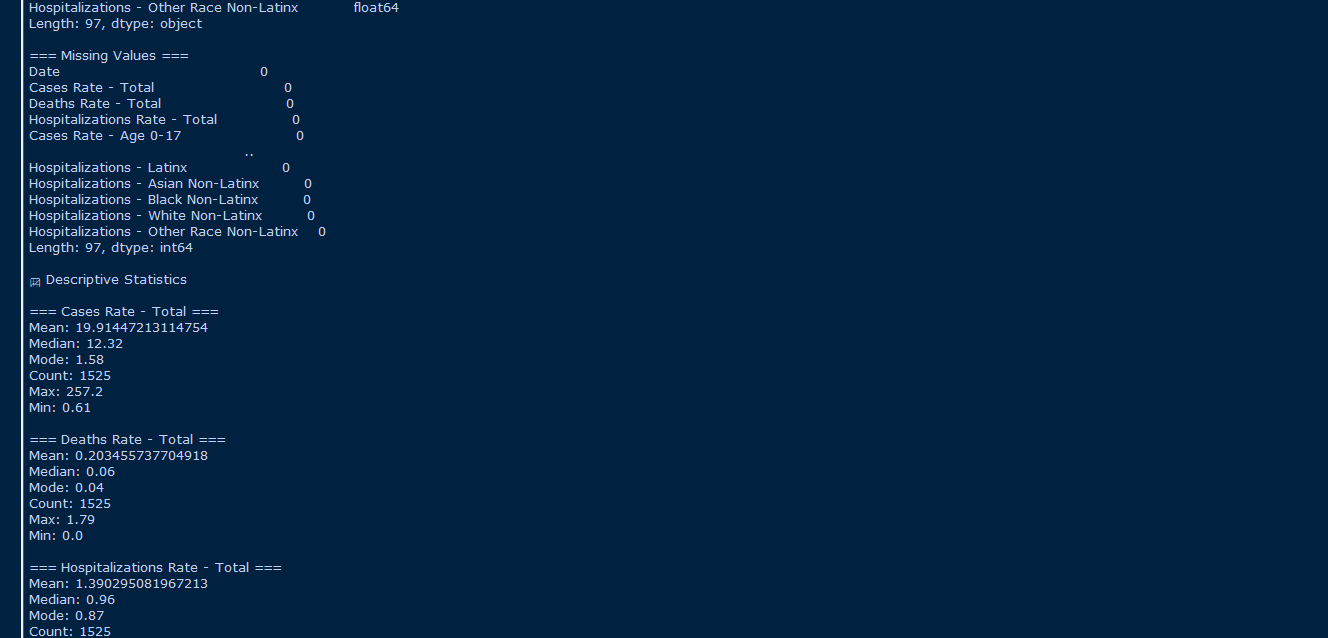 Hospitalizations - Other Race Non-Latinx float64
Length: 97, dtype: object
=== Missing Values ===
Date 0
Cases Rate - Total 0
Deaths Rate - Total 0
Hospitalizations Rate - Total 0
Cases Rate - Age 0-17 0
..
Hospitalizations - Latinx 0
Hospitalizations - Asian Non-Latinx 0
Hospitalizations - Black Non-Latinx 0
Hospitalizations - White Non-Latinx 0
Hospitalizations - Other Race Non-Latinx 0
Length: 97, dtype: int64
Descriptive Statistics
=== Cases Rate - Total ===
Mean: 19.91447213114754
Median: 12.32
Mode: 1.58
Count: 1525
Max: 257.2
Min: 0.61
=== Deaths Rate - Total ===
Mean: 0.203455737704918
Median: 0.06
Mode: 0.04
Count: 1525
Max: 1.79
Min: 0.0
=== Hospitalizations Rate - Total ===
Mean: 1.390295081967213
Median: 0.96
Mode: 0.87
Count: 1525